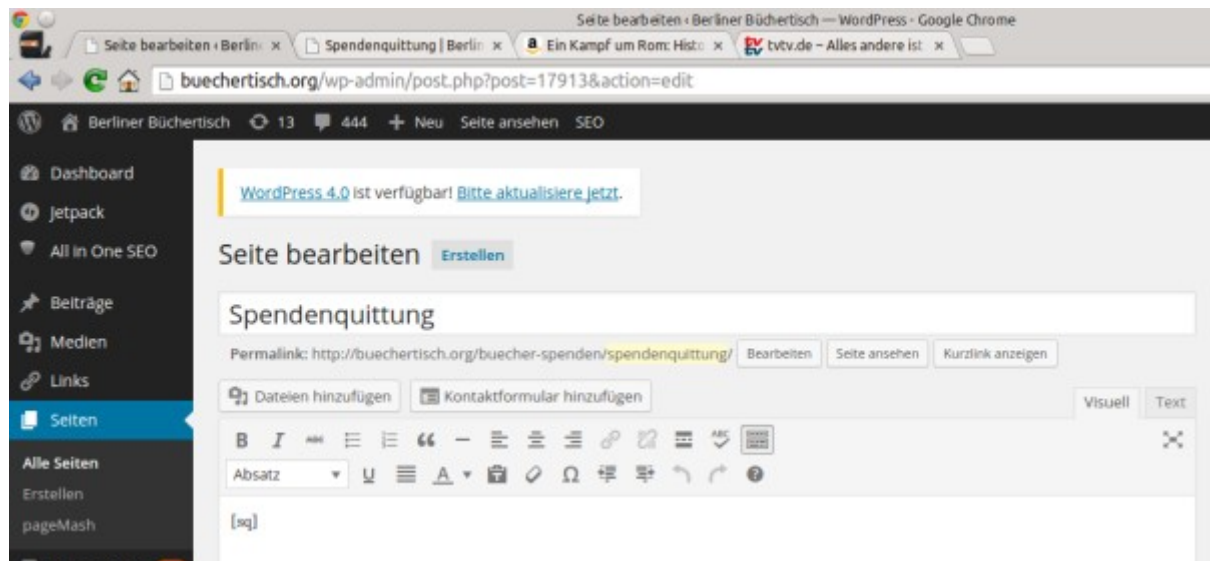 Seite bearbeiten ‹ Berliner Büchertisch — WordPress - Google Chrome
Seite bearbeiten ‹ Berlin x Spendenquittung | Berlin x Ein Kampf um Rom: Histo x tvtv.de – Alles andere ist x
buechertisch.org/wp-admin/post.php?post=17913&action=edit
Berliner Büchertisch 13 444 + Neu Seite ansehen SEO
Dashboard
WordPress 4.0 ist verfügbar! Bitte aktualisiere jetzt.
Jetpack
All in One SEO
Seite bearbeiten Erstellen
Beiträge
Spendenquittung
Medien
Permalink: http://buechertisch.org/buecher-spenden/spendenquittung/ Bearbeiten Seite ansehen Kurzlink anzeigen
Links
Dateien hinzufügen Kontaktformular hinzufügen
Visuell Text
Seiten
B I ABC ABC
Alle Seiten
Absatz U A T Ω ?
Erstellen
pageMash
[sq]